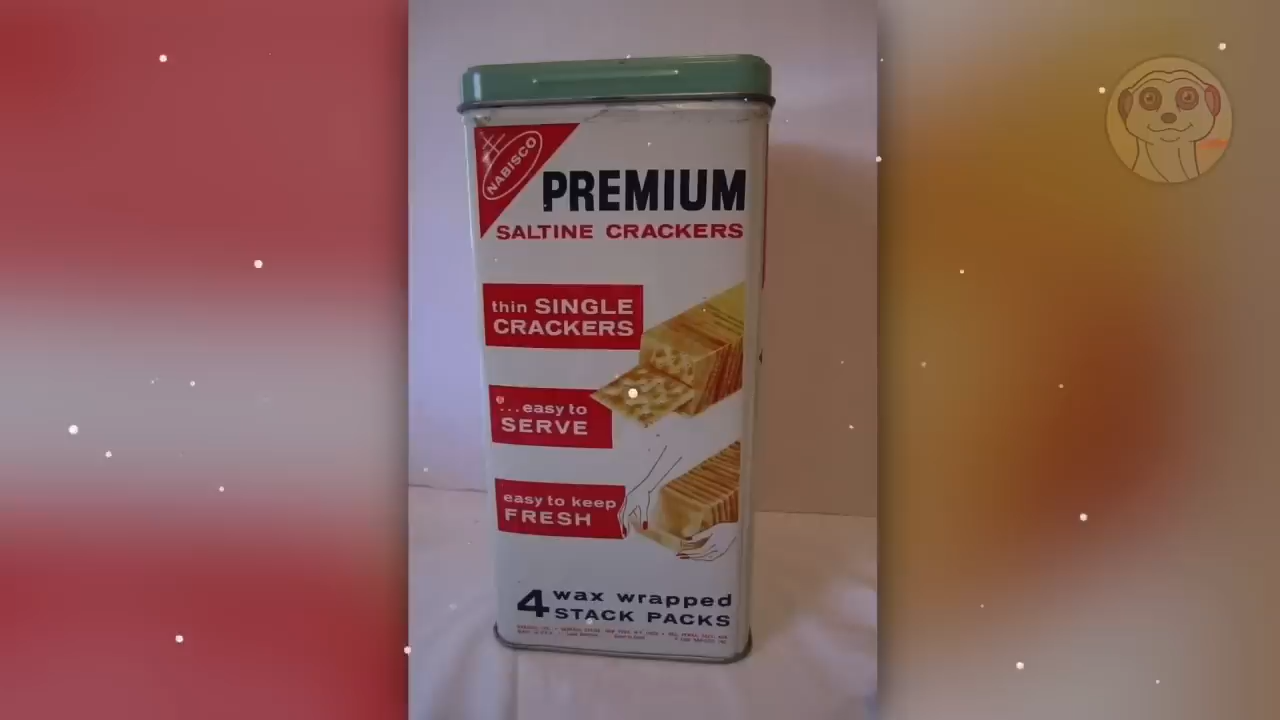 NABISCO
PREMIUM
SALTINE CRACKERS
thin SINGLE
CRACKERS
...easy to
SERVE
easy to keep
FRESH
4 wax wrapped
STACK PACKS